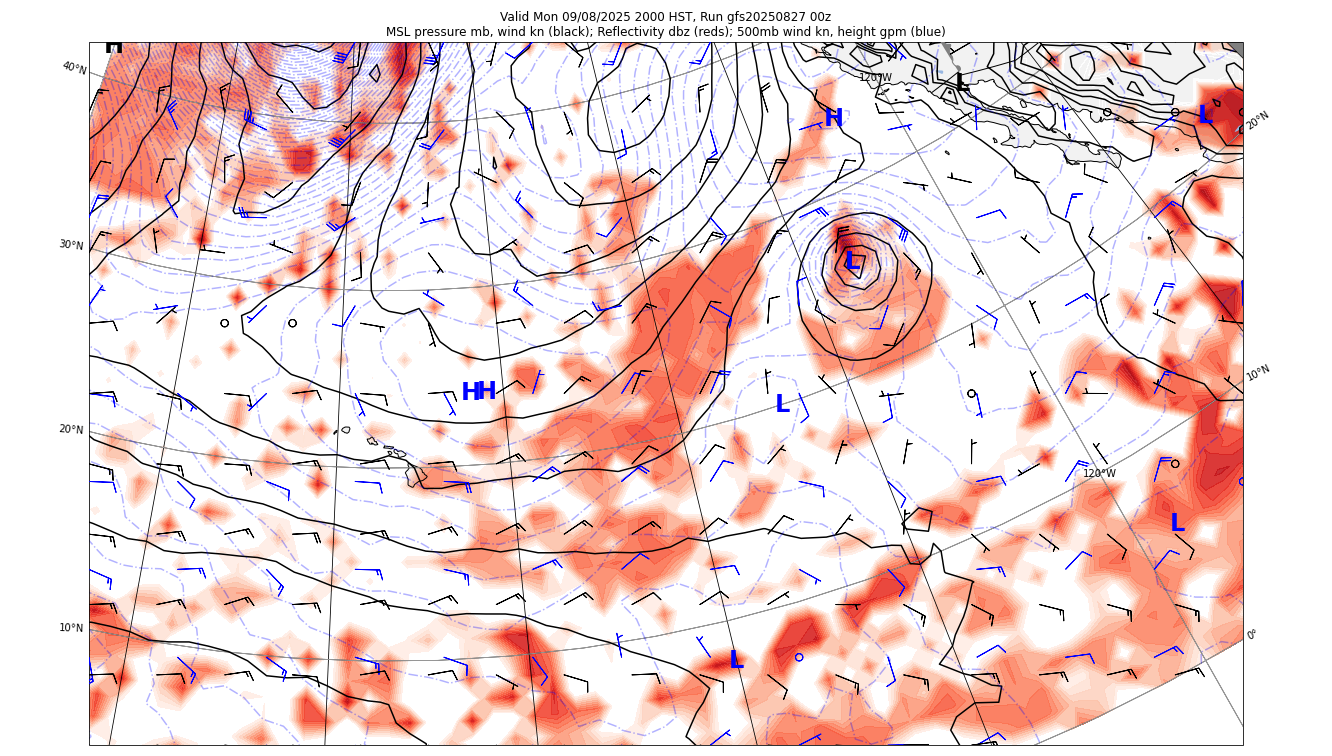 Valid Mon 09/08/2025 2000 HST, Run gfs20250827 00z
MSL pressure mb, wind kn (black); Reflectivity dbz (reds); 500mb wind kn, height gpm (blue)
H
40°N
120°W
L
H
L
20°N
30°N
L
10°N
H
H
L
20°N
120°W
L
10°N
0°
L